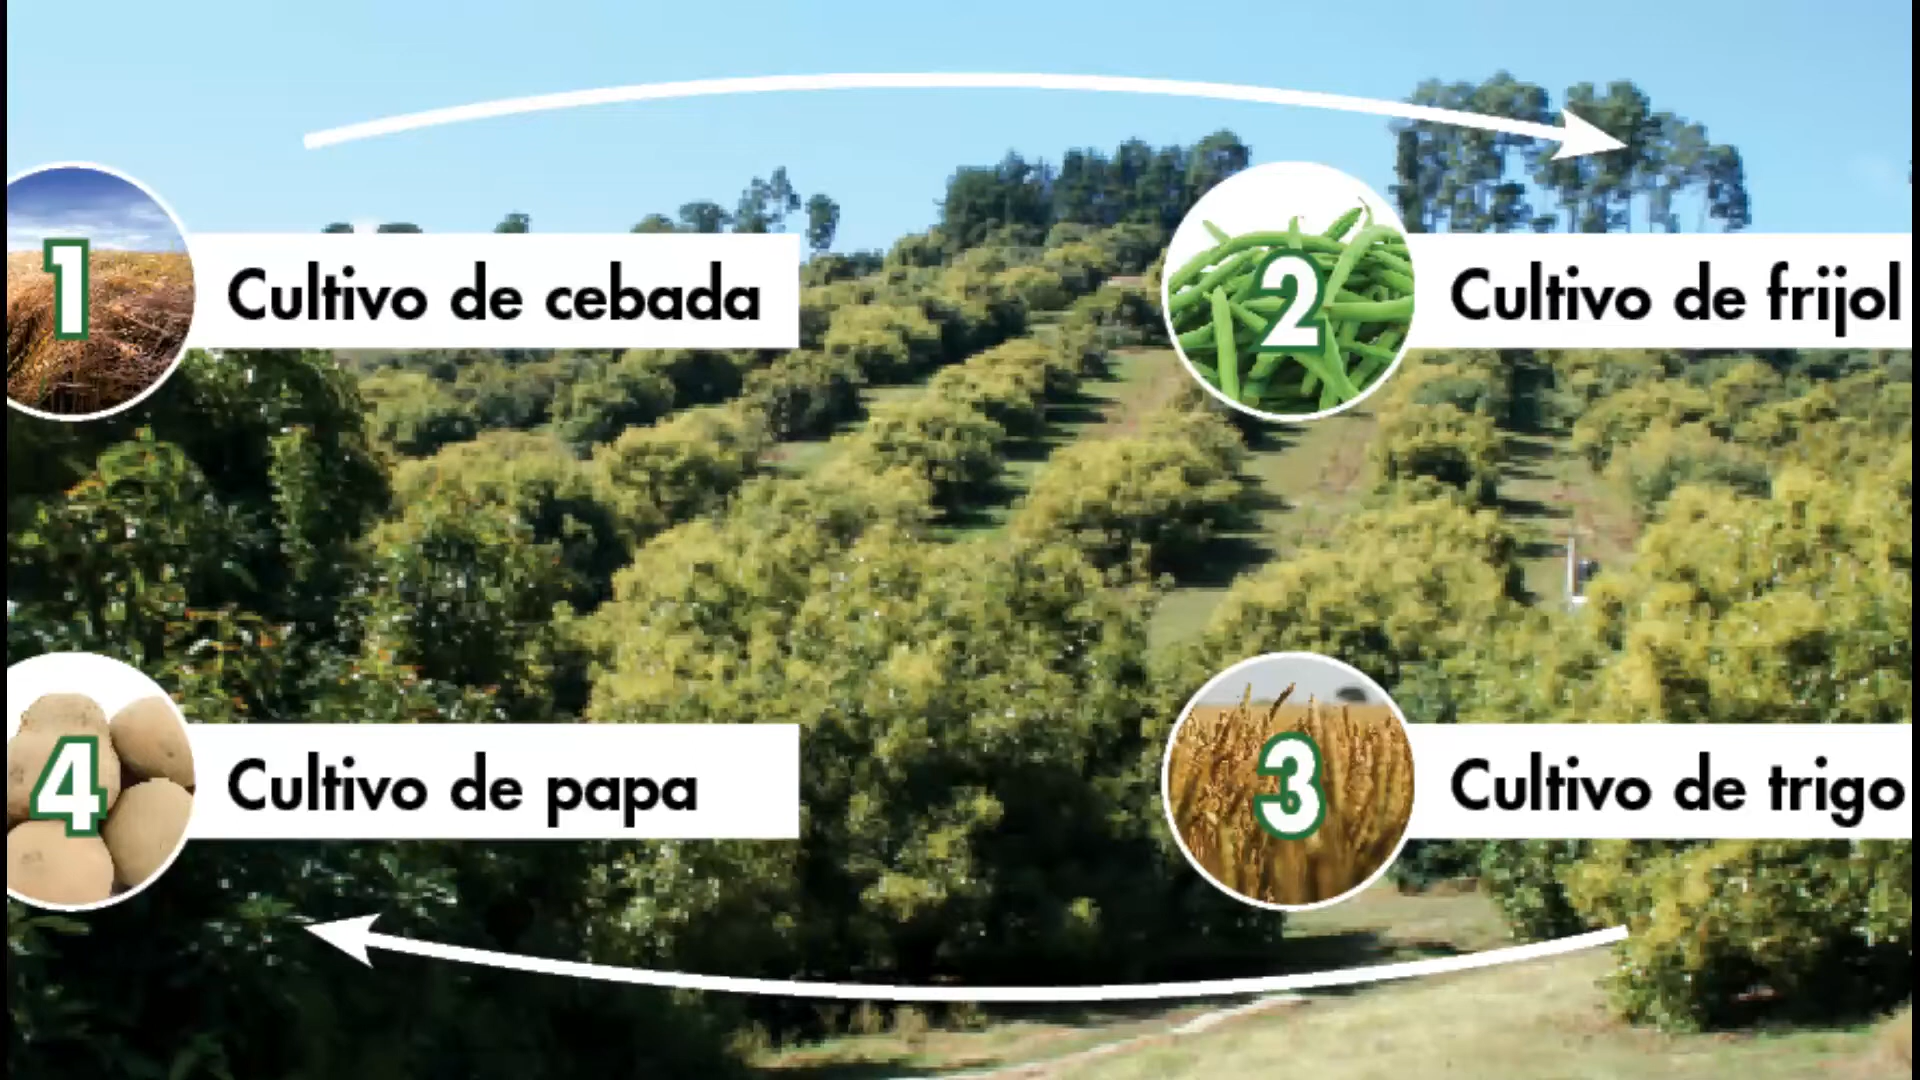 1
Cultivo de cebada
2
Cultivo de frijol
4
Cultivo de papa
3
Cultivo de trigo